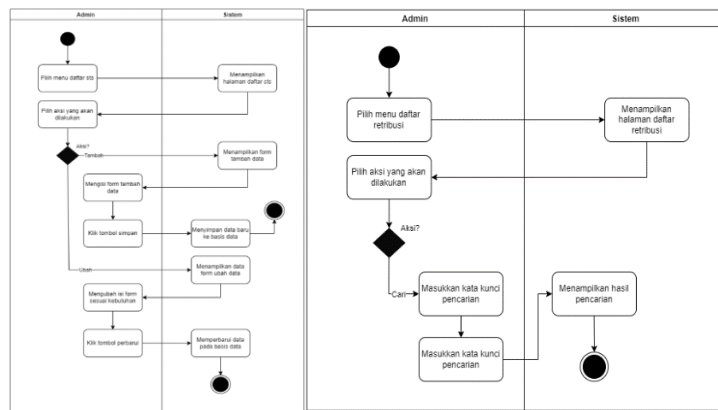 Admin
Sistem
Pilih menu daftar sts
Menampilkan
halaman daftar sts
Pilih aksi yang akan
dilakukan
Aksi?
Tambah
Menampilkan form
tambah data
Mengisi form tambah
data
Klik tombol simpan
Menyimpan data baru
ke basis data
Ubah
Menampilkan data
form ubah data
Mengubah isi form
sesuai kebutuhan
Klik tombol perbarui
Memperbarui data
pada basis data
Admin
Sistem
Pilih menu daftar
retribusi
Menampilkan
halaman daftar
retribusi
Pilih aksi yang akan
dilakukan
Aksi?
Cari
Masukkan kata kunci
pencarian
Menampilkan hasil
pencarian
Masukkan kata kunci
pencarian